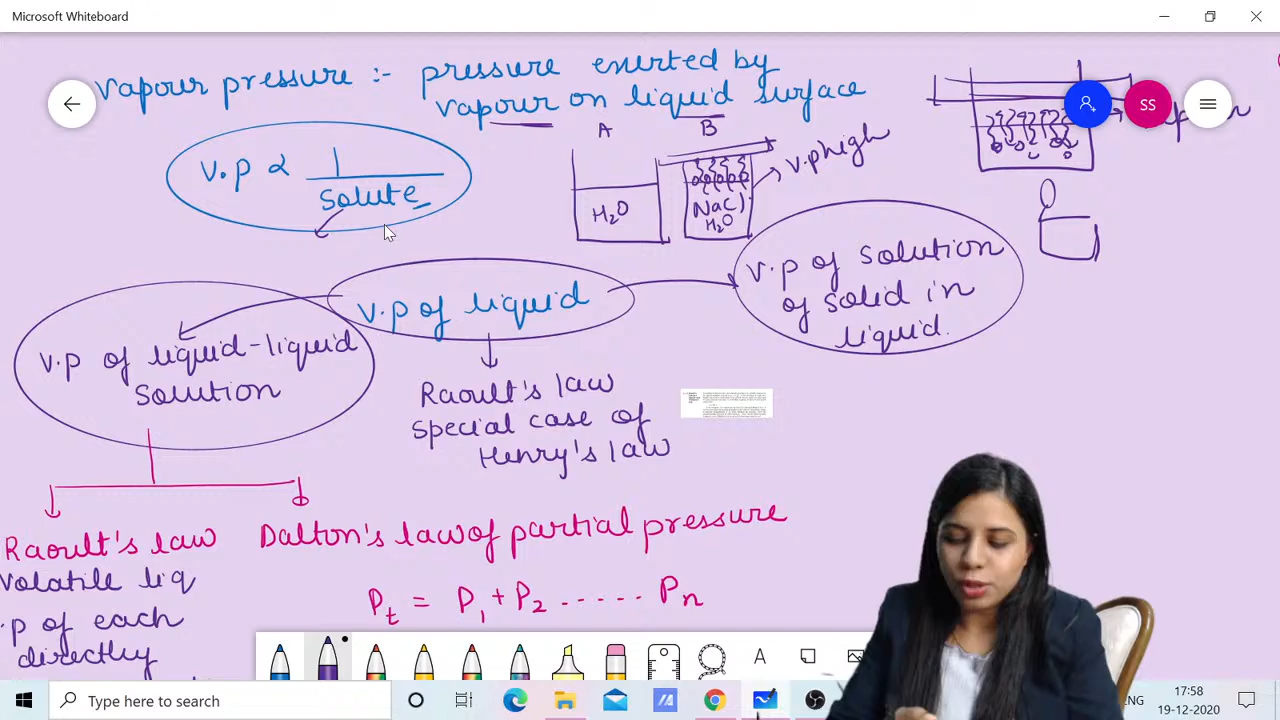 Microsoft Whiteboard
vapour pressure :- pressure exerted by
vapour on liquid surface
SS
A
B
v.p ∝ 1
solute
H₂O
NaCl
H₂O
v.p high
v.p of solution
of solid in
liquid.
v.p of liquid
v.p of liquid-liquid
solution
Raoult's law
special case of
Henry's law
Raoult's law
Dalton's law of partial pressure
volatile liq
.p of each
directly
Pt = P1 + P2 ...... Pn
A
Type here to search
ENG
17:58
19-12-2020